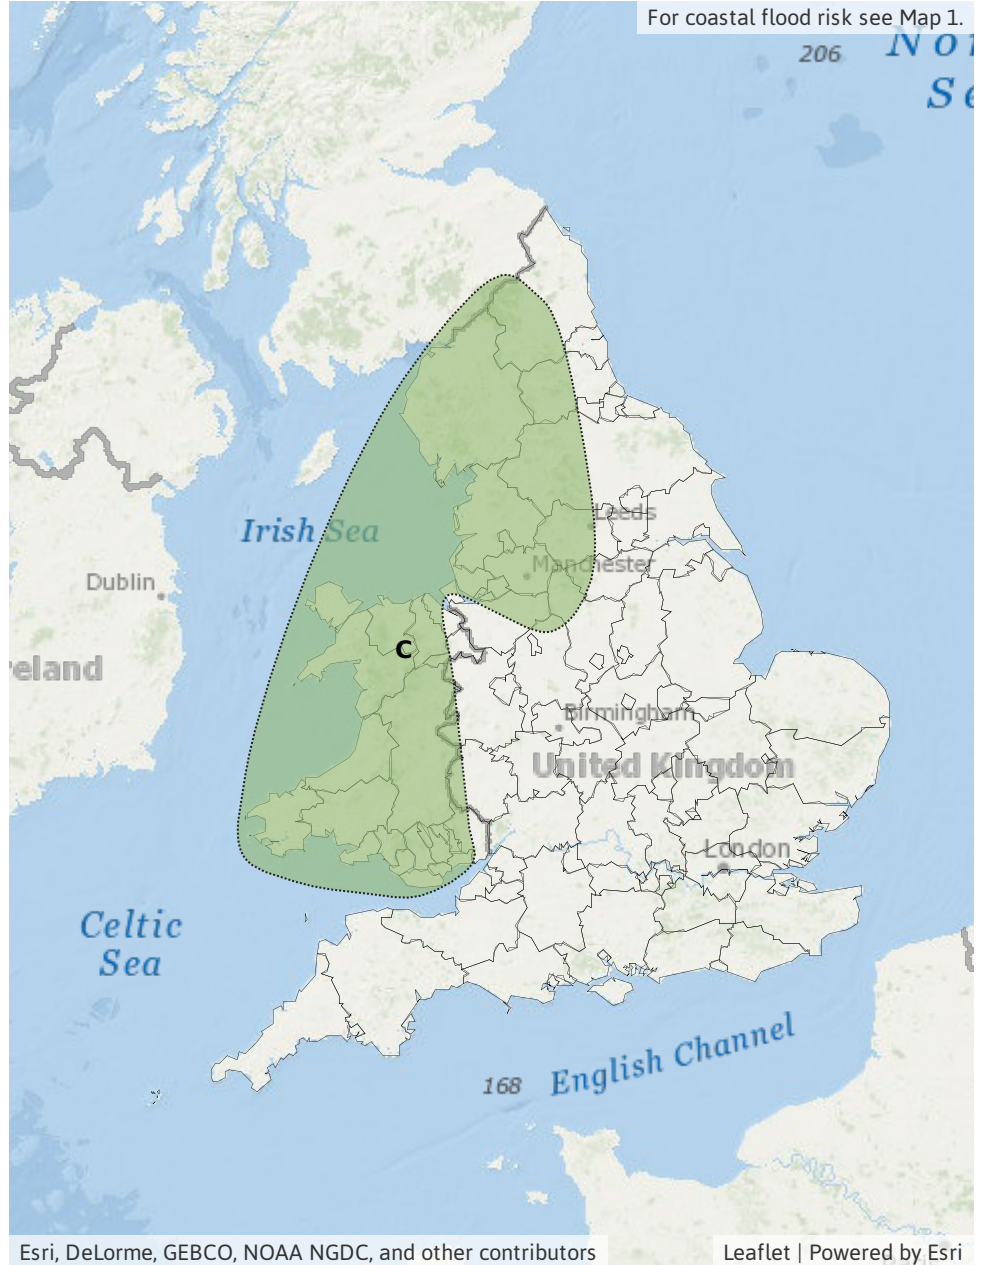 For coastal flood risk see Map 1.
206
No
Se
Irish Sea
Dublin
Leeds
Manchester
reland
C
Birmingham
United Kingdom
London
Celtic
Sea
168
English Channel
Esri, DeLorme, GEBCO, NOAA NGDC, and other contributors
Leaflet | Powered by Esri